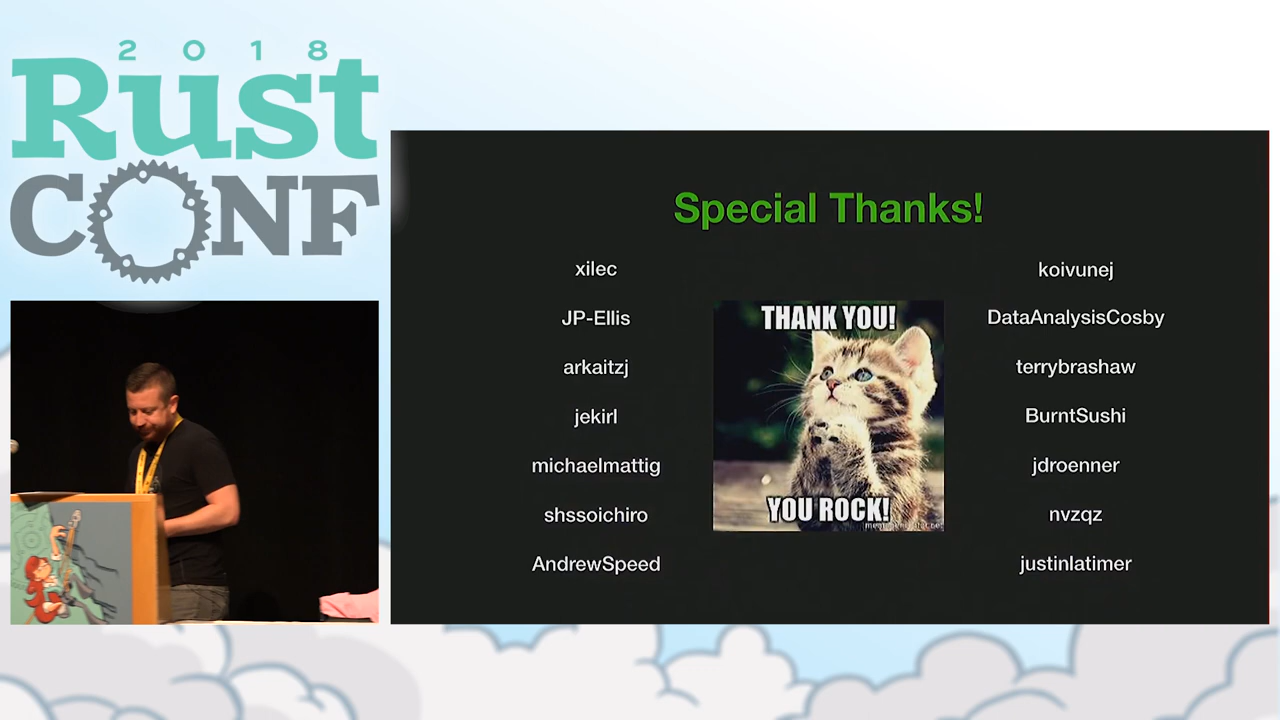 2018
Rust
CONF
Special Thanks!
xilec
JP-Ellis
arkaitzj
jekirl
michaelmattig
shssoichiro
AndrewSpeed
THANK YOU!
YOU ROCK!
koivunej
DataAnalysisCosby
terrybrashaw
BurntSushi
jdroenner
nvzqz
justinlatimer